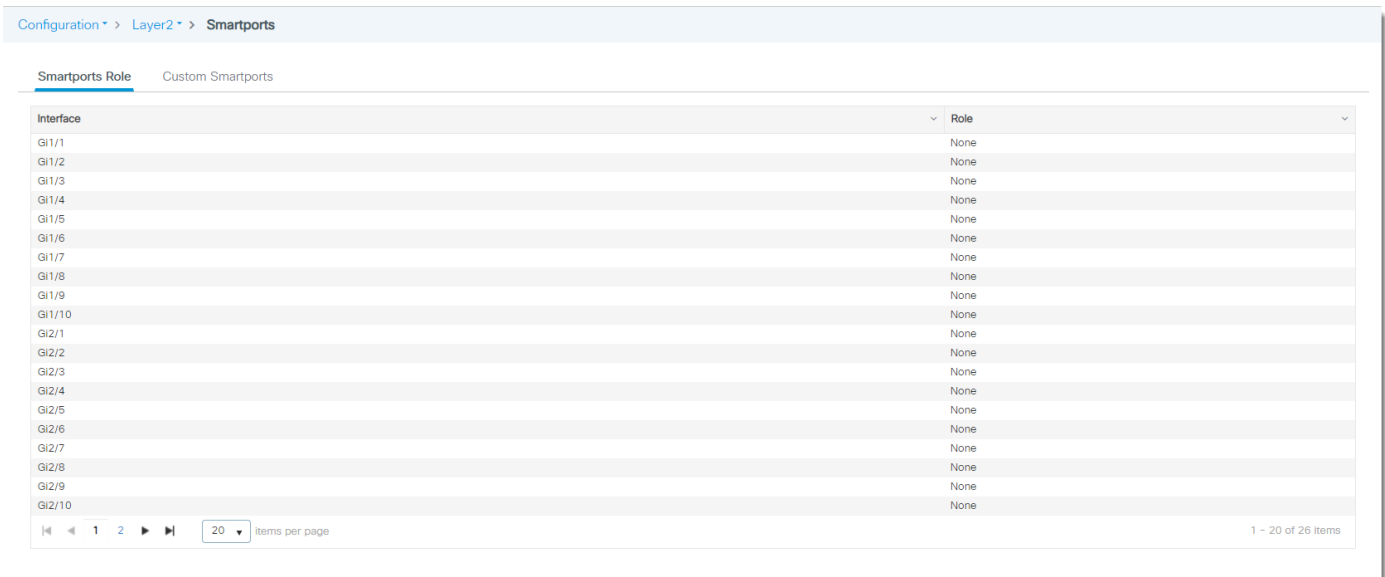 Configuration > Layer2 > Smartports
Smartports Role Custom Smartports
Interface Role
Gi1/1 None
Gi1/2 None
Gi1/3 None
Gi1/4 None
Gi1/5 None
Gi1/6 None
Gi1/7 None
Gi1/8 None
Gi1/9 None
Gi1/10 None
Gi2/1 None
Gi2/2 None
Gi2/3 None
Gi2/4 None
Gi2/5 None
Gi2/6 None
Gi2/7 None
Gi2/8 None
Gi2/9 None
Gi2/10 None
1 2 20 items per page 1 - 20 of 26 items